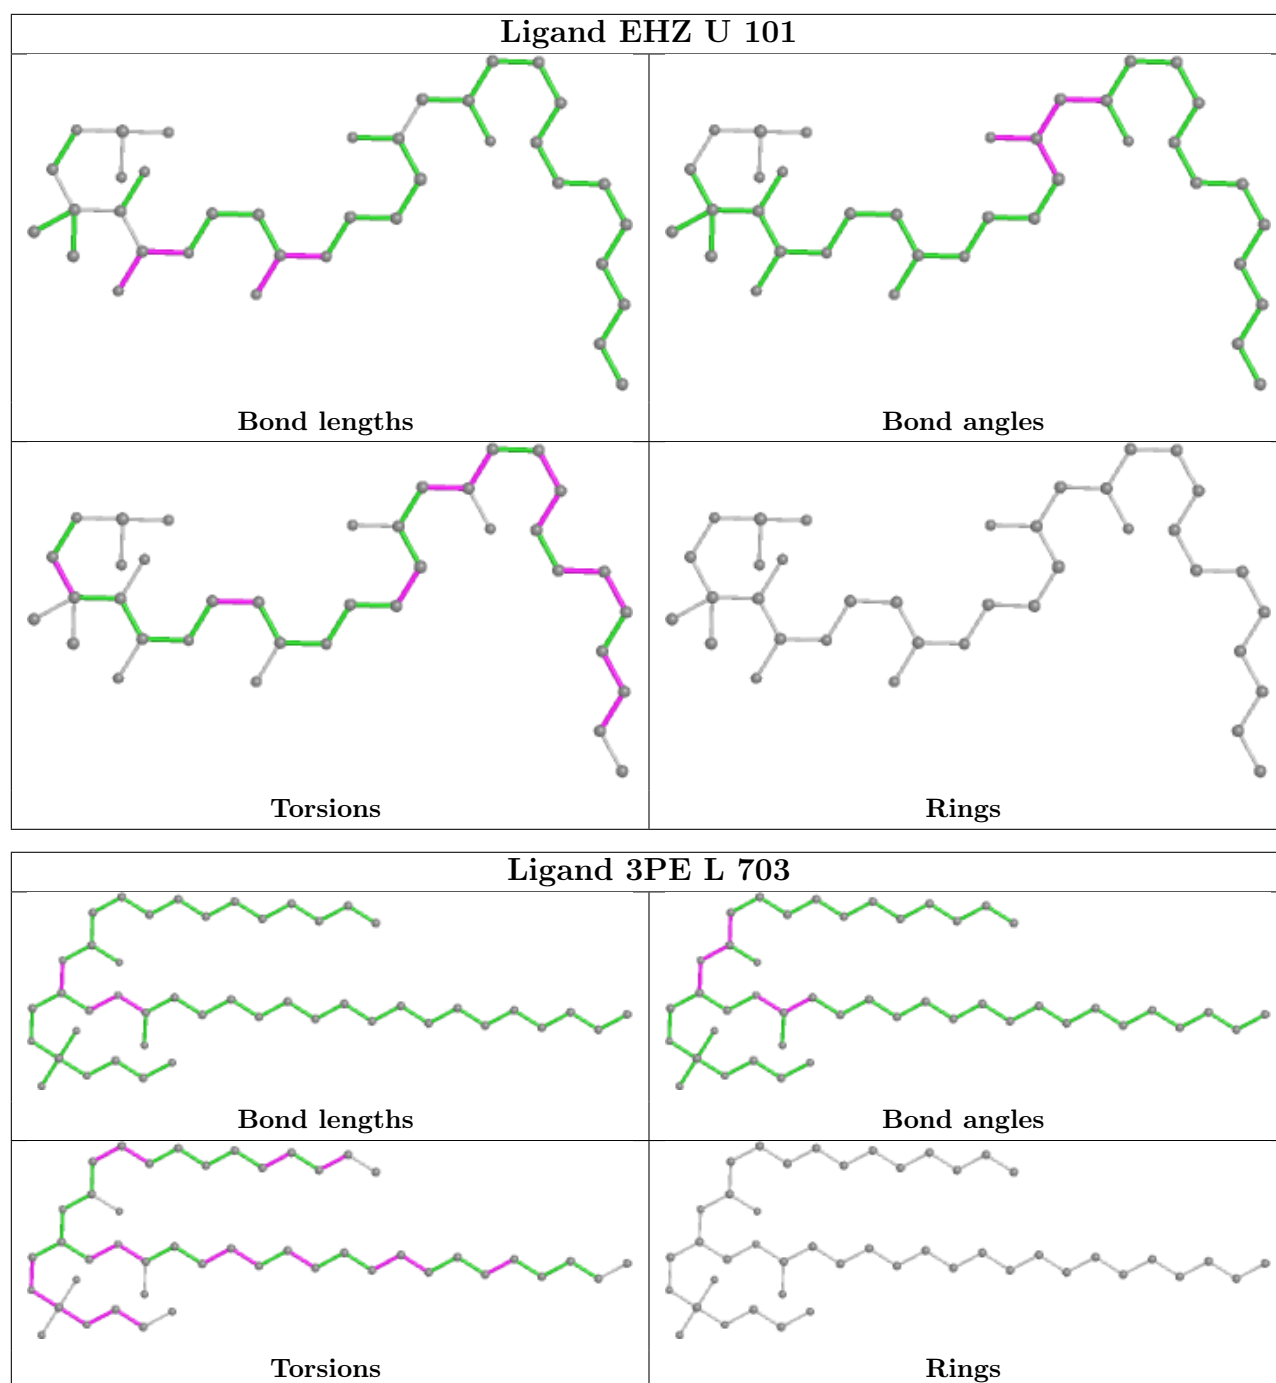 Ligand EHZ U 101
Bond lengths
Bond angles
Torsions
Rings
Ligand 3PE L 703
Bond lengths
Bond angles
Torsions
Rings